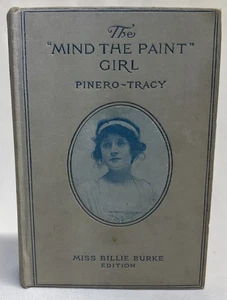 The
"MIND THE PAINT"
GIRL
PINERO-TRACY
MISS BILLIE BURKE
EDITION